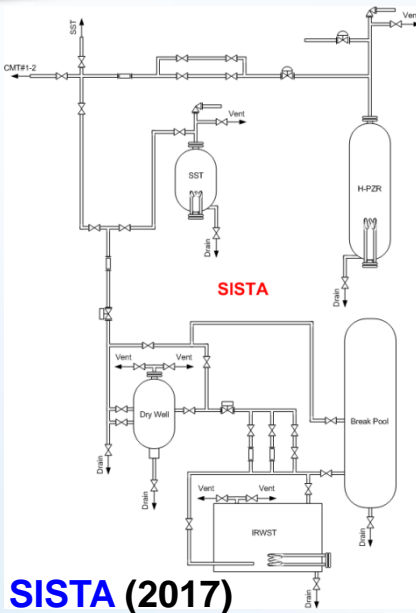 SST
Vent
CMT#1-2
Vent
SST
H-PZR
Drain
Drain
SISTA
Vent
Vent
Dry Well
Break Pool
Drain
Drain
Vent
Vent
IRWST
Drain
Drain
SISTA (2017)